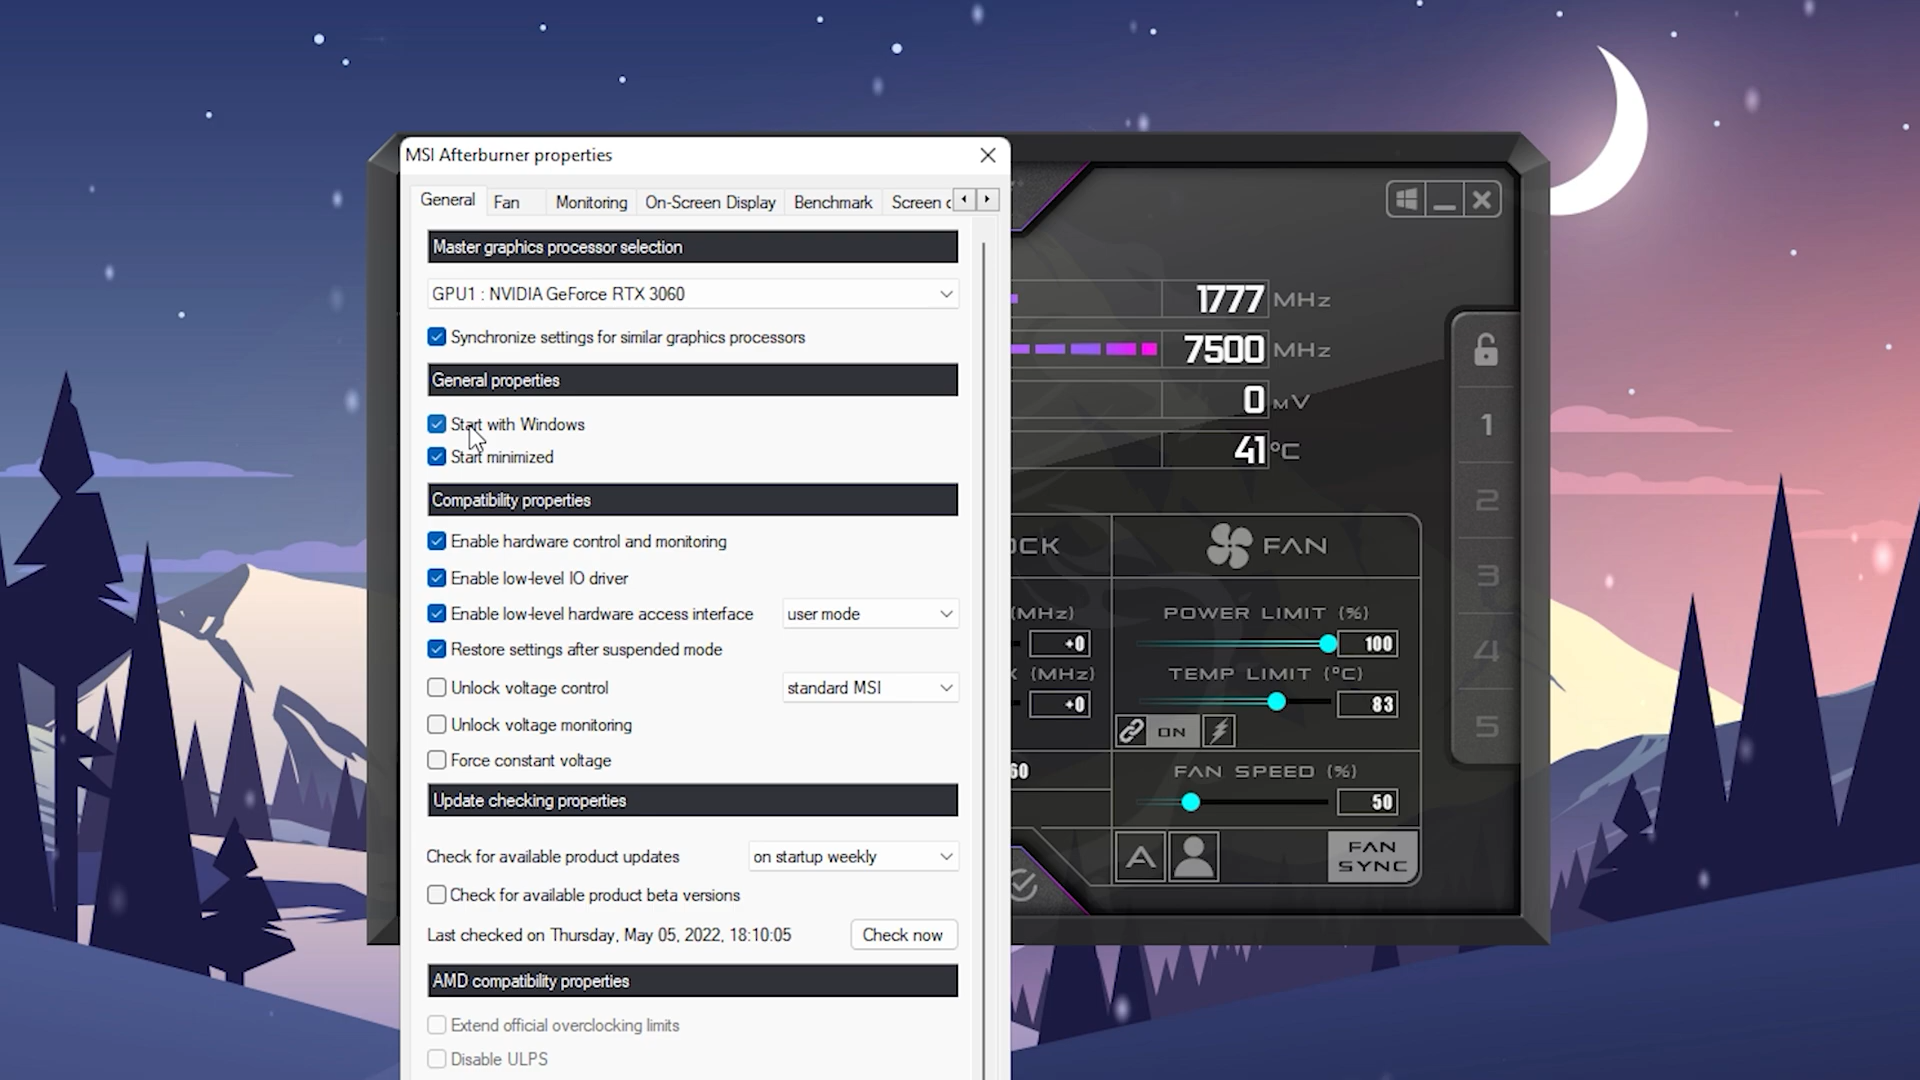 MSI Afterburner properties
General
Fan
Monitoring
On-Screen Display
Benchmark
Screen c
Master graphics processor selection
GPU1 : NVIDIA GeForce RTX 3060
Synchronize settings for similar graphics processors
General properties
Start with Windows
Start minimized
Compatibility properties
Enable hardware control and monitoring
Enable low-level IO driver
Enable low-level hardware access interface
user mode
Restore settings after suspended mode
Unlock voltage control
standard MSI
Unlock voltage monitoring
Force constant voltage
Update checking properties
Check for available product updates
on startup weekly
Check for available product beta versions
Last checked on Thursday, May 05, 2022, 18:10:05
Check now
AMD compatibility properties
Extend official overclocking limits
Disable ULPS
1777 MHz
7500 MHz
0 mV
41 °C
OCK
FAN
(MHz)
+0
(MHz)
+0
POWER LIMIT (%)
100
TEMP LIMIT (°C)
83
ON
60
FAN SPEED (%)
50
A
FAN
SYNC
1
2
3
4
5